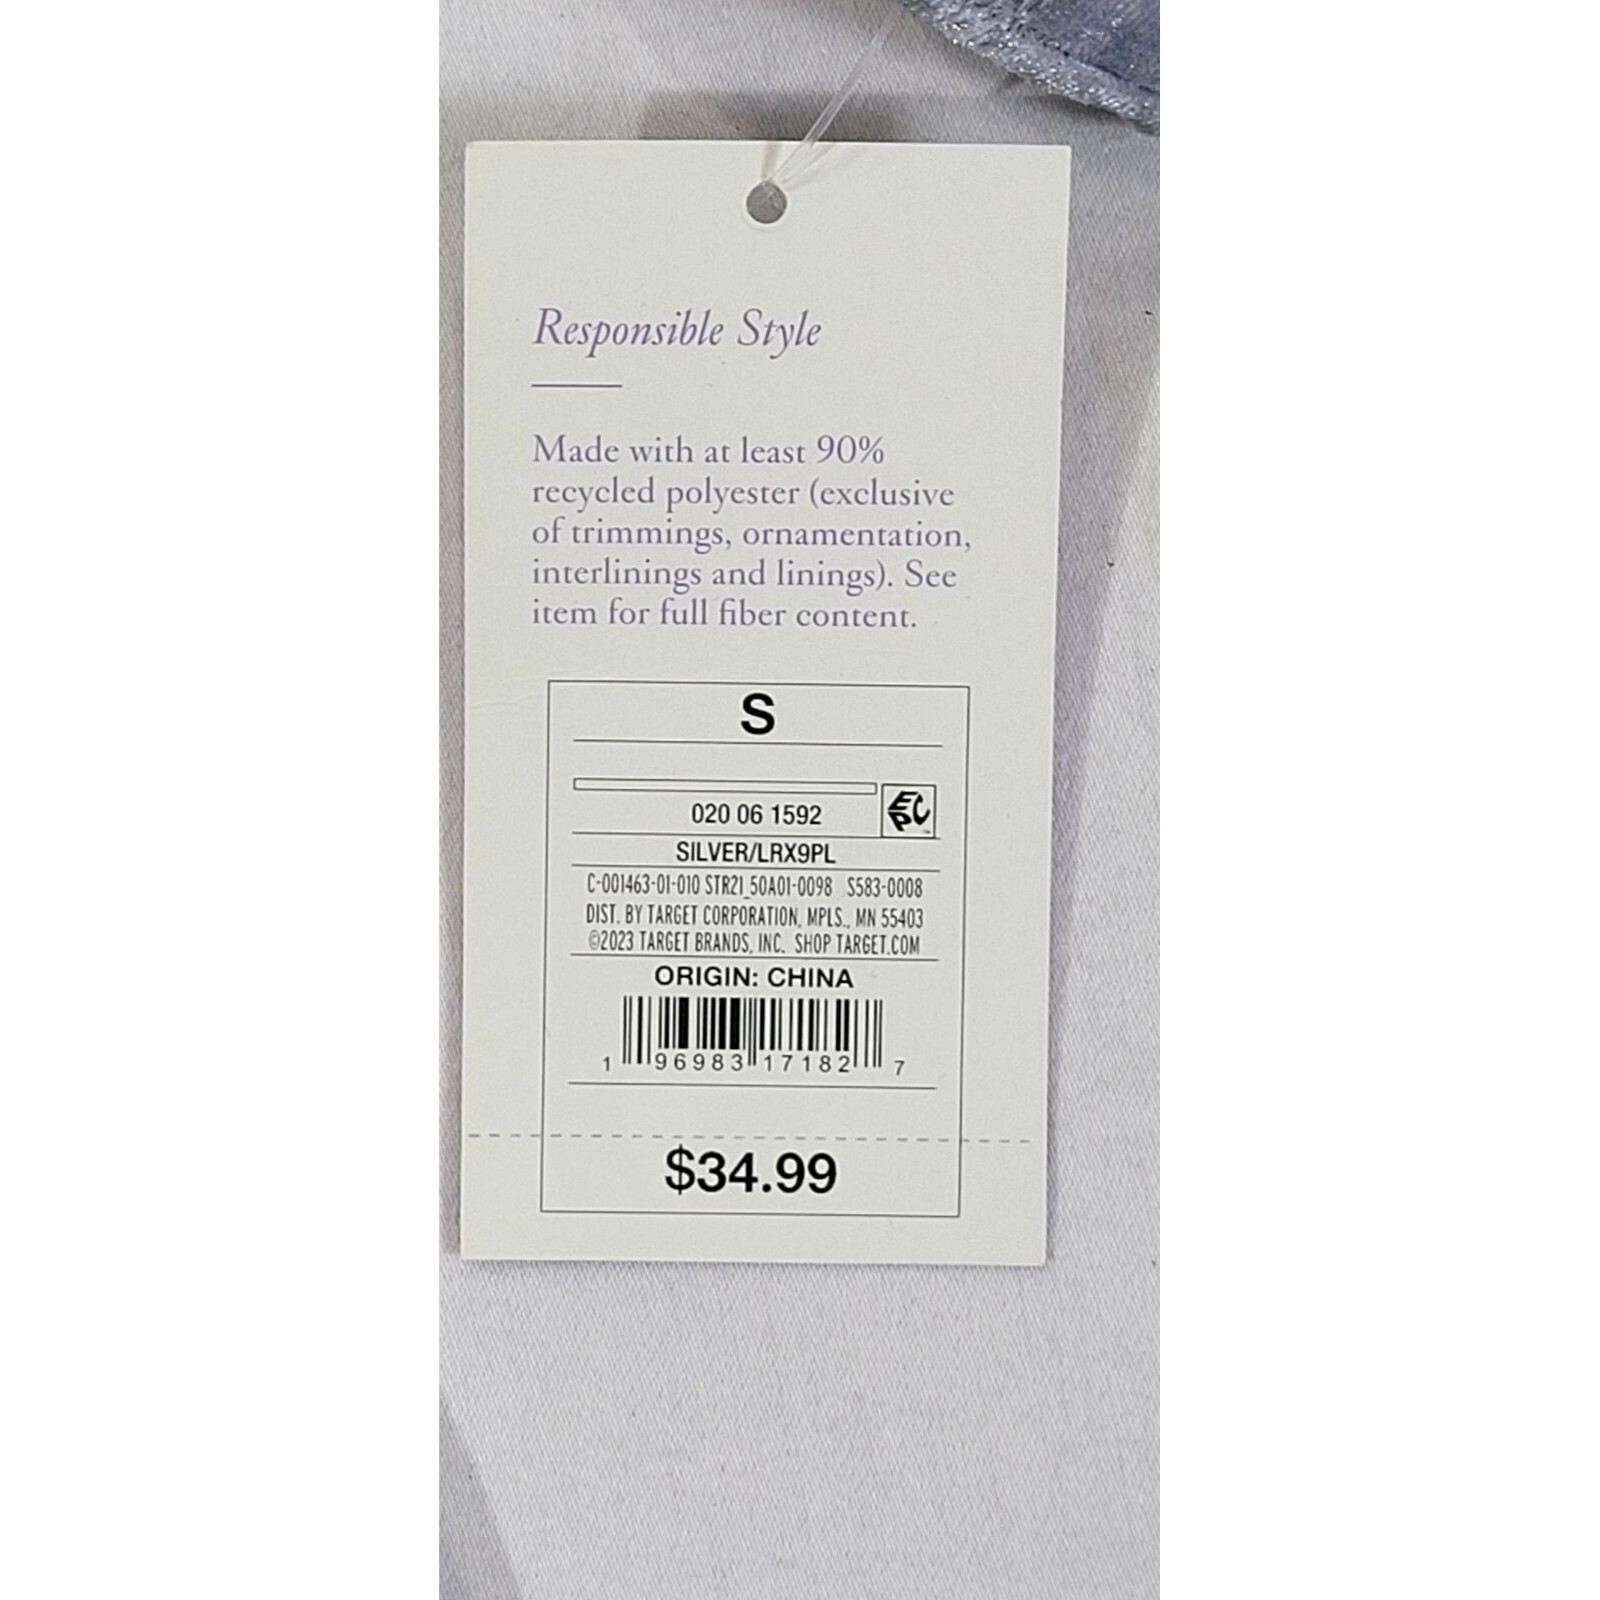 Responsible Style
Made with at least 90%
recycled polyester (exclusive
of trimmings, ornamentation,
interlinings and linings). See
item for full fiber content.
S
020 06 1592
EPC
SILVER/LRX9PL
C-001463-01-010 STR21_50A01-0098 S583-0008
DIST. BY TARGET CORPORATION, MPLS., MN 55403
©2023 TARGET BRANDS, INC. SHOP TARGET.COM
ORIGIN: CHINA
1 96983 17182 7
$34.99